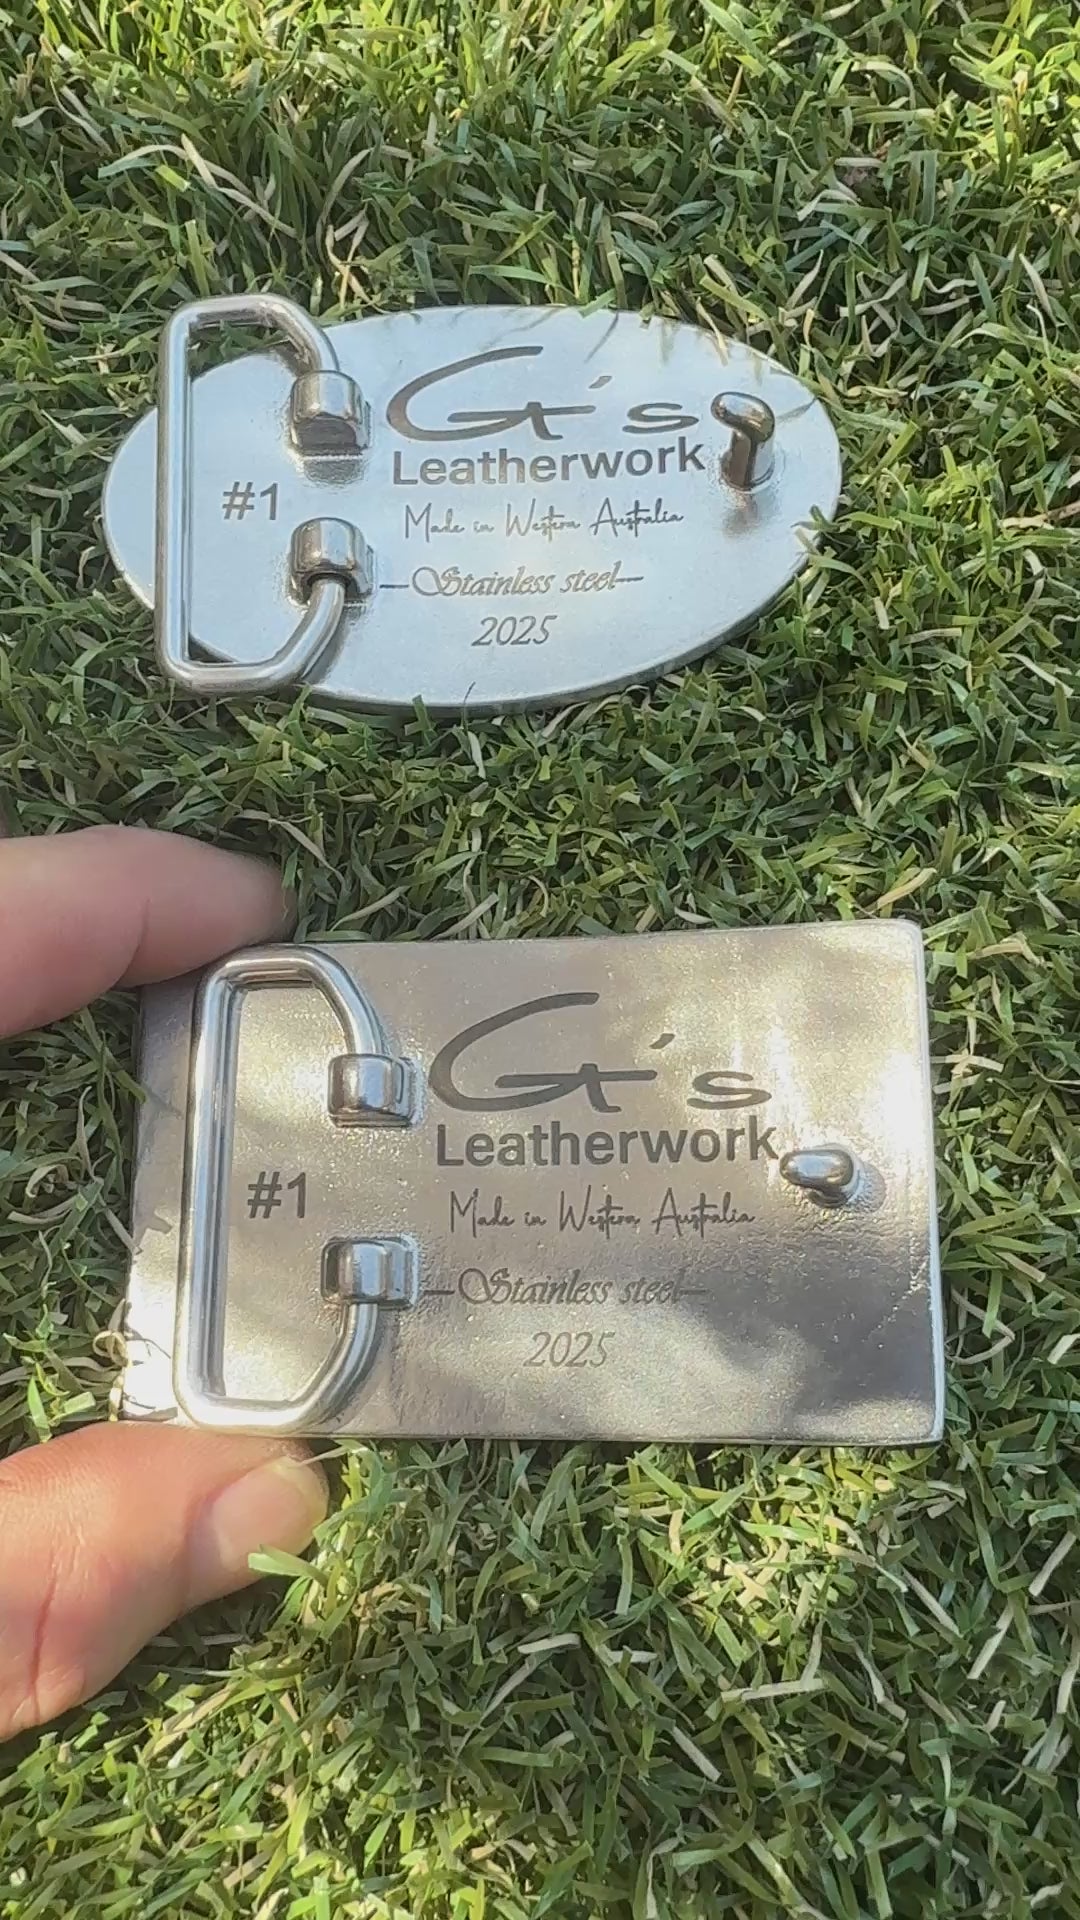 G's
Leatherwork
#1
Made in Western Australia
Stainless steel
2025
G's
Leatherwork
#1
Made in Western Australia
Stainless steel
2025